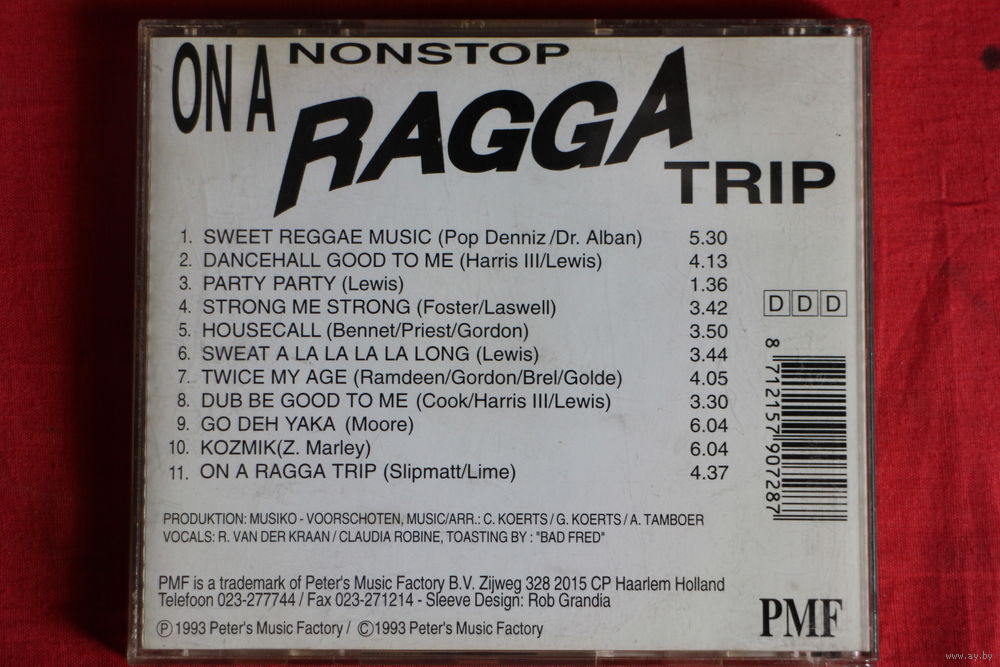 NONSTOP
ON A RAGGA TRIP
1. SWEET REGGAE MUSIC (Pop Denniz /Dr. Alban) 5.30
2. DANCEHALL GOOD TO ME (Harris III/Lewis) 4.13
3. PARTY PARTY (Lewis) 1.36
4. STRONG ME STRONG (Foster/Laswell) 3.42
5. HOUSECALL (Bennet/Priest/Gordon) 3.50
6. SWEAT A LA LA LA LA LONG (Lewis) 3.44
7. TWICE MY AGE (Ramdeen/Gordon/Brel/Golde) 4.05
8. DUB BE GOOD TO ME (Cook/Harris III/Lewis) 3.30
9. GO DEH YAKA (Moore) 6.04
10. KOZMIK(Z. Marley) 6.04
11. ON A RAGGA TRIP (Slipmatt/Lime) 4.37
DDD
8 712157 907287
PRODUKTION: MUSIKO - VOORSCHOTEN, MUSIC/ARR.: C. KOERTS / G. KOERTS / A. TAMBOER
VOCALS: R. VAN DER KRAAN / CLAUDIA ROBINE, TOASTING BY : "BAD FRED"
PMF is a trademark of Peter's Music Factory B.V. Zijweg 328 2015 CP Haarlem Holland
Telefoon 023-277744 / Fax 023-271214 - Sleeve Design: Rob Grandia
Ⓟ 1993 Peter's Music Factory / ©1993 Peter's Music Factory
PMF
www.ay.by